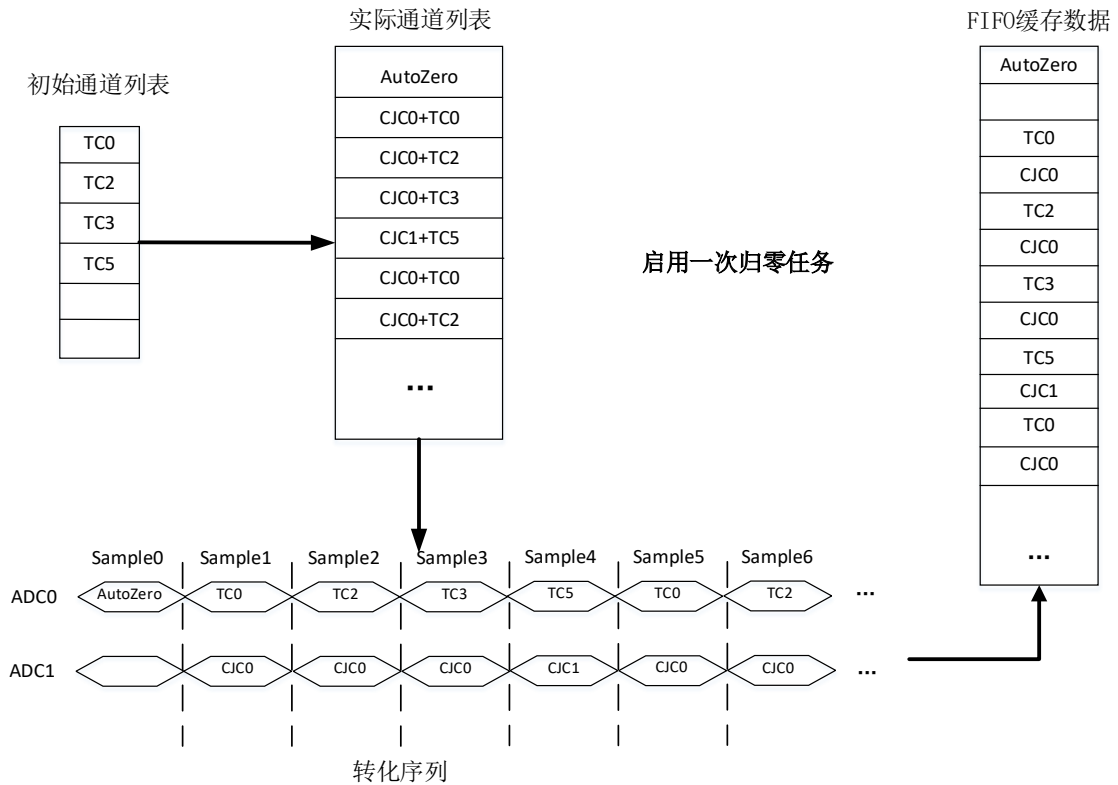 实际通道列表
FIFO缓存数据
初始通道列表
TC0
TC2
TC3
TC5
AutoZero
CJC0+TC0
CJC0+TC2
CJC0+TC3
CJC1+TC5
CJC0+TC0
CJC0+TC2
...
启用一次归零任务
AutoZero
TC0
CJC0
TC2
CJC0
TC3
CJC0
TC5
CJC1
TC0
CJC0
...
Sample0 Sample1 Sample2 Sample3 Sample4 Sample5 Sample6
ADC0 AutoZero TC0 TC2 TC3 TC5 TC0 TC2 ...
ADC1 CJC0 CJC0 CJC0 CJC1 CJC0 CJC0 ...
转化序列